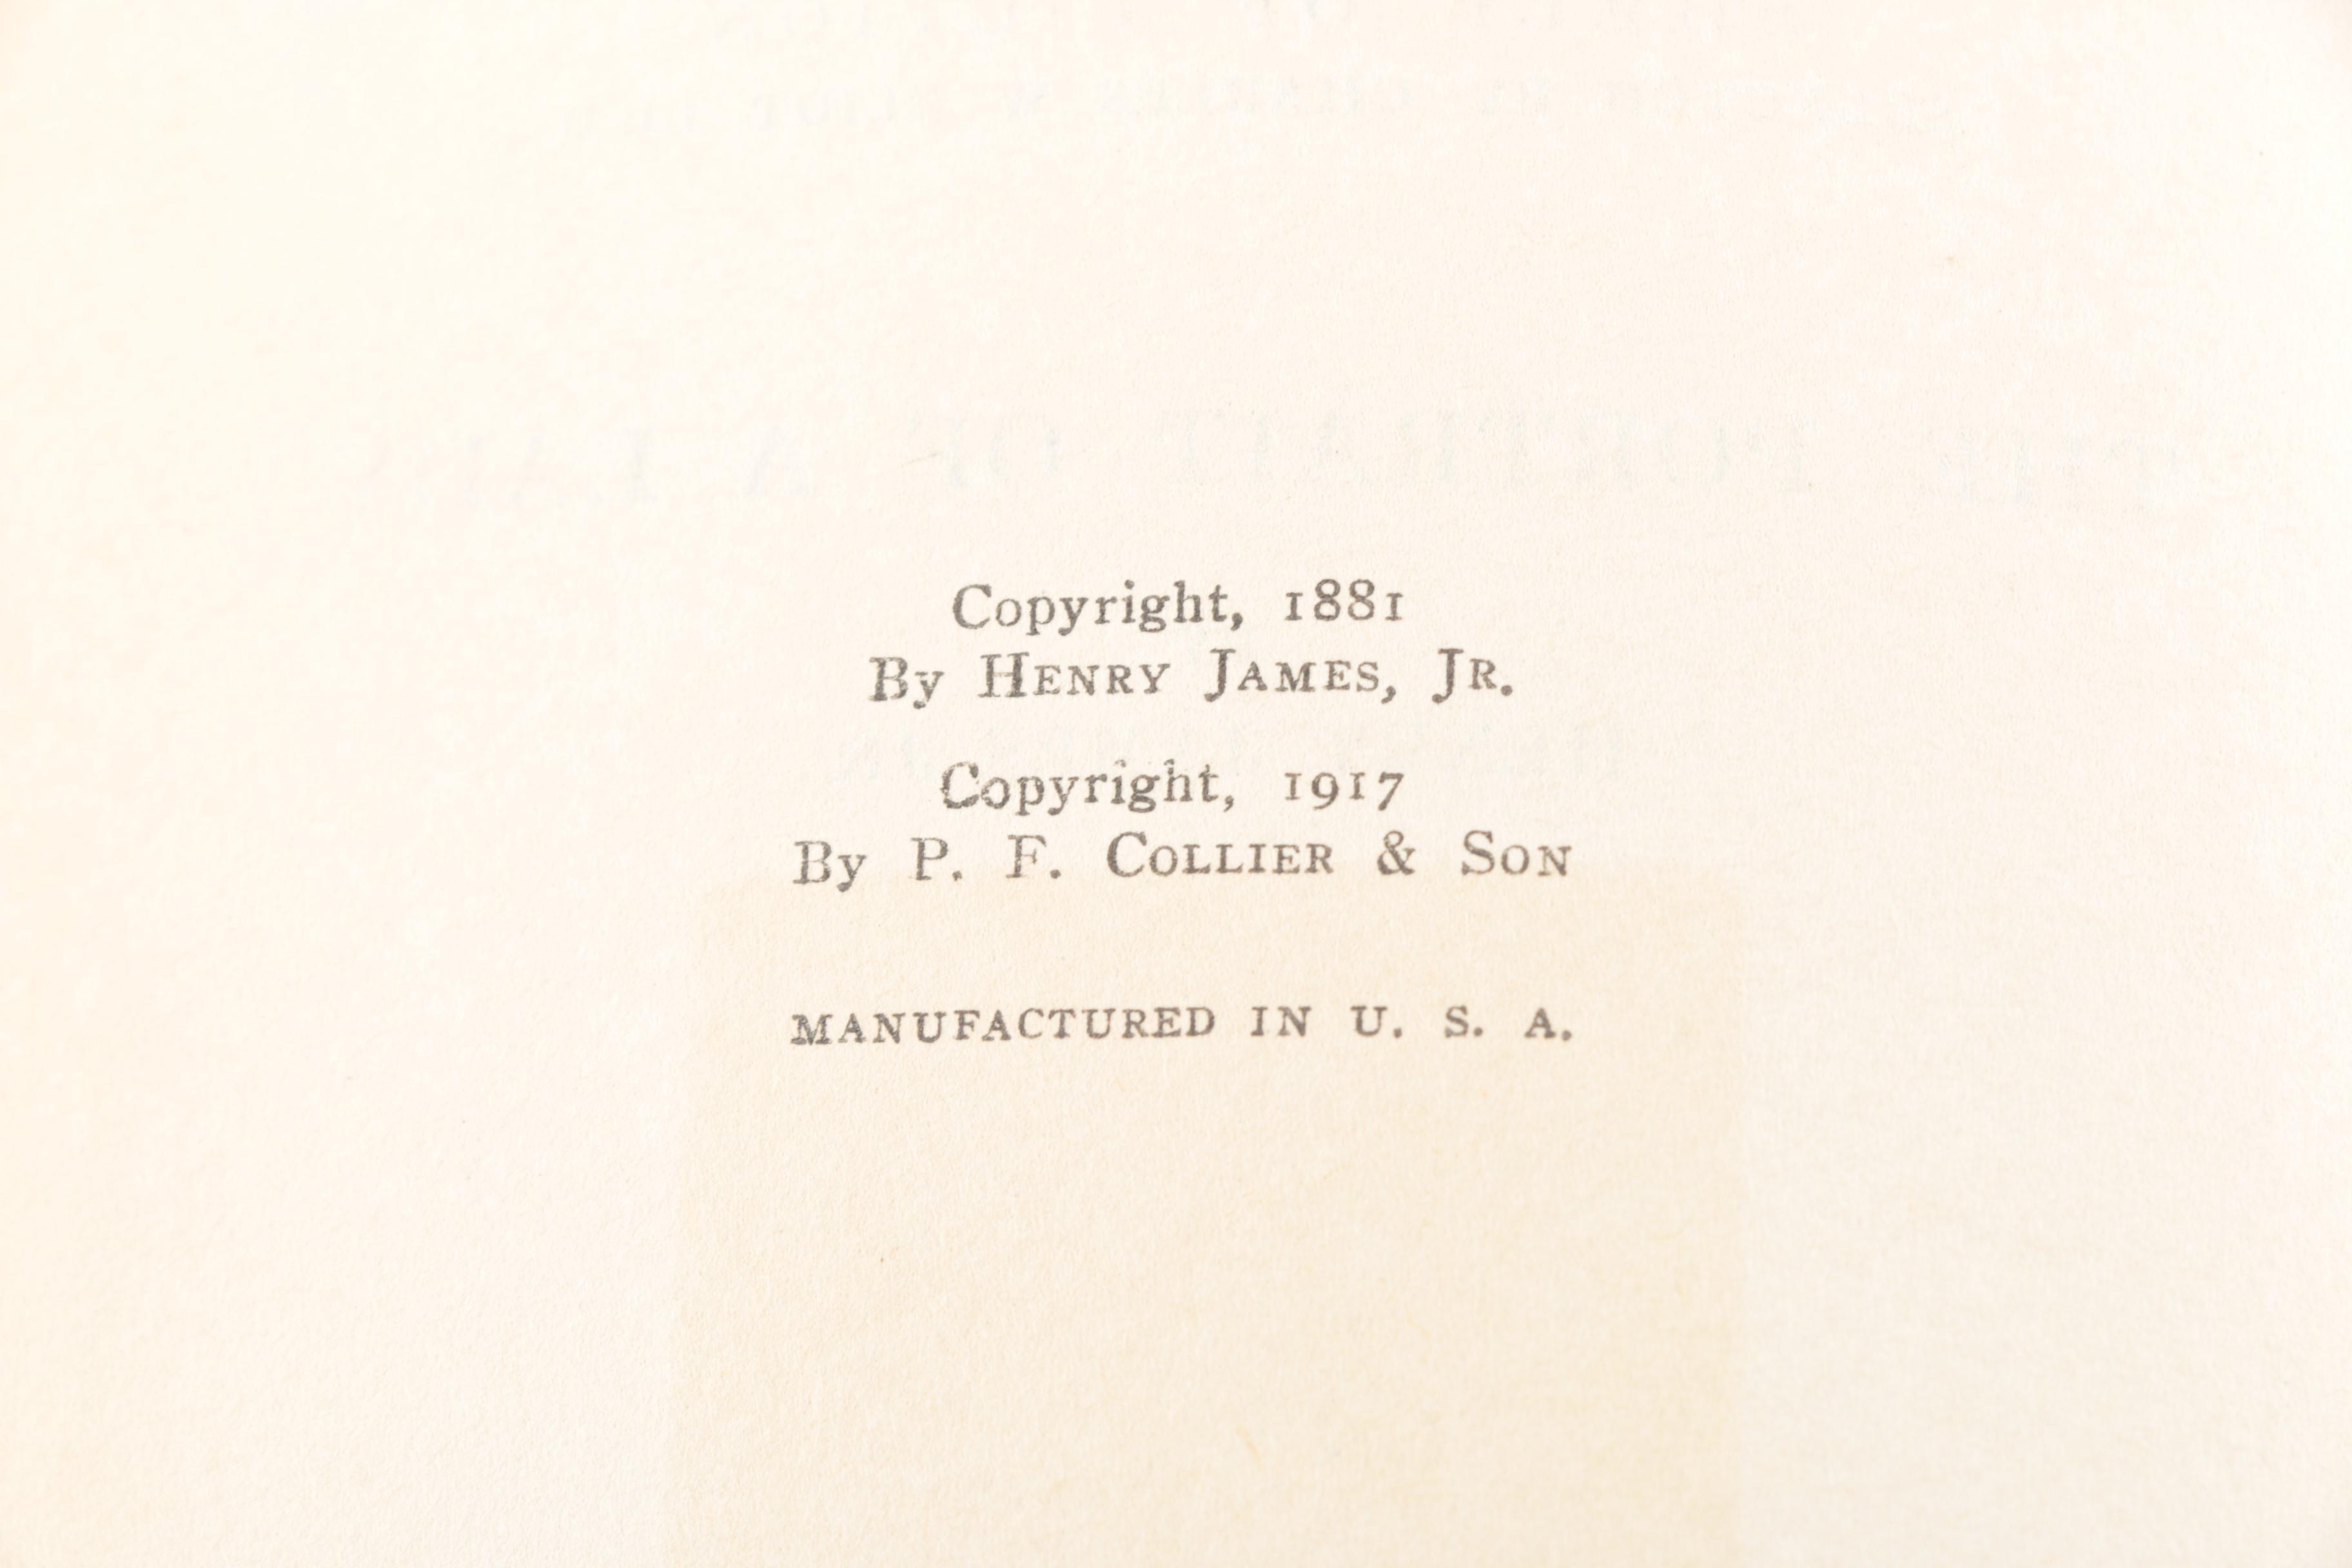 Copyright, 1881
By Henry James, Jr.
Copyright, 1917
By P. F. Collier & Son
MANUFACTURED IN U. S. A.